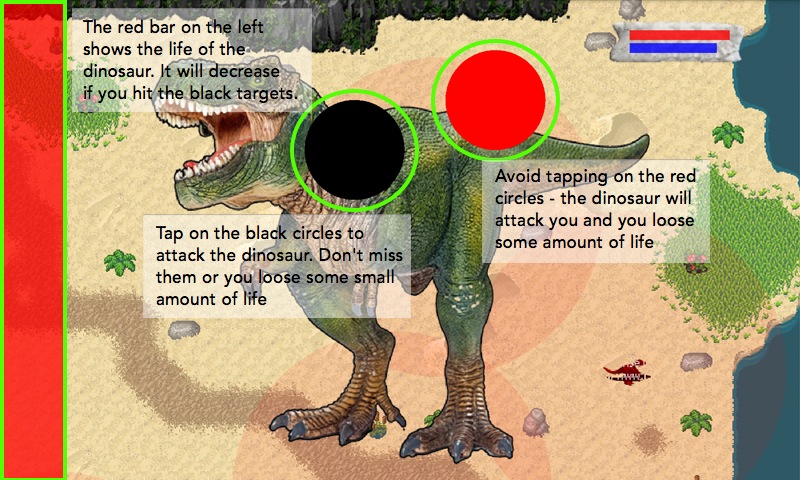 The red bar on the left
shows the life of the
dinosaur. It will decrease
if you hit the black targets.
Avoid tapping on the red
circles - the dinosaur will
attack you and you loose
some amount of life
Tap on the black circles to
attack the dinosaur. Don't miss
them or you loose some small
amount of life